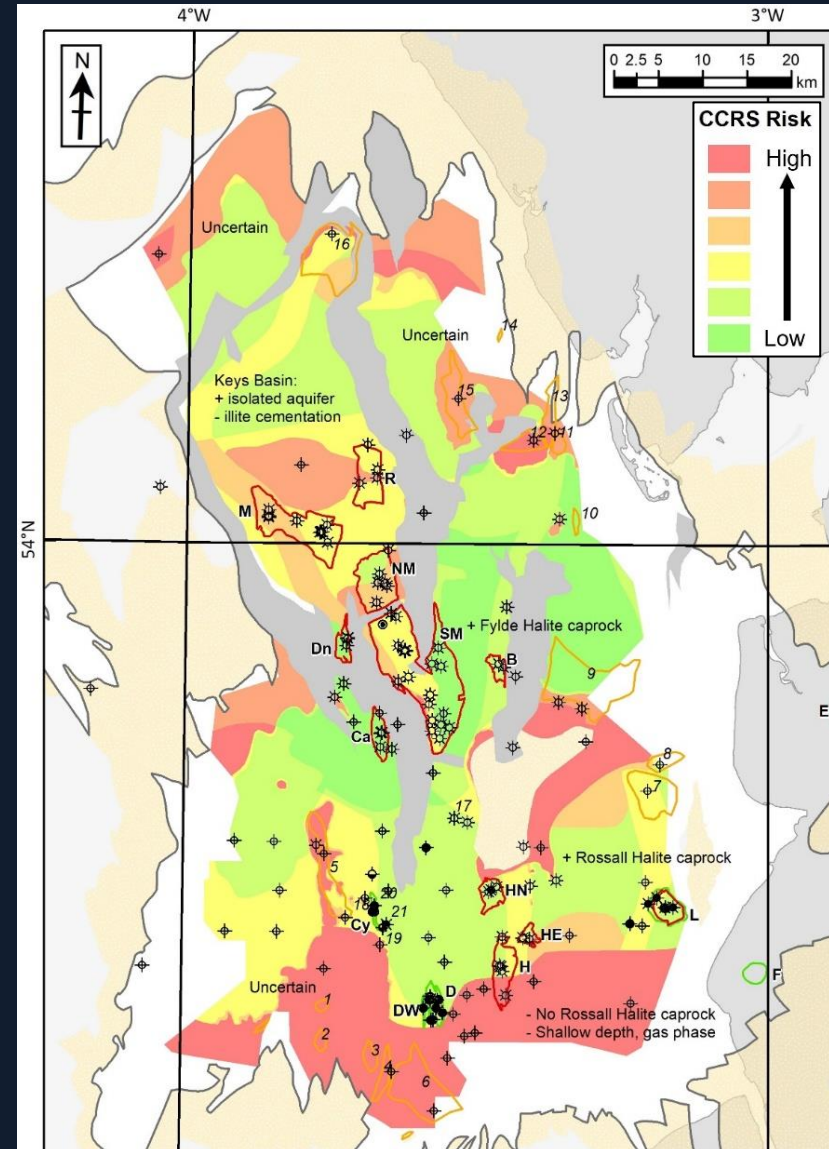 4°W
3°W
N
0 2.5 5 10 15 20
km
CCRS Risk
High
Low
Uncertain
16
Uncertain
14
Keys Basin:
+ isolated aquifer
- illite cementation
15
13
12
11
R
M
10
54°N
NM
SM
+ Fylde Halite caprock
Dn
B
9
E
Ca
8
7
17
5
+ Rossall Halite caprock
HN
18
20
L
21
Cy
19
HE
H
F
Uncertain
D
1
DW
- No Rossall Halite caprock
- Shallow depth, gas phase
2
3
4
6